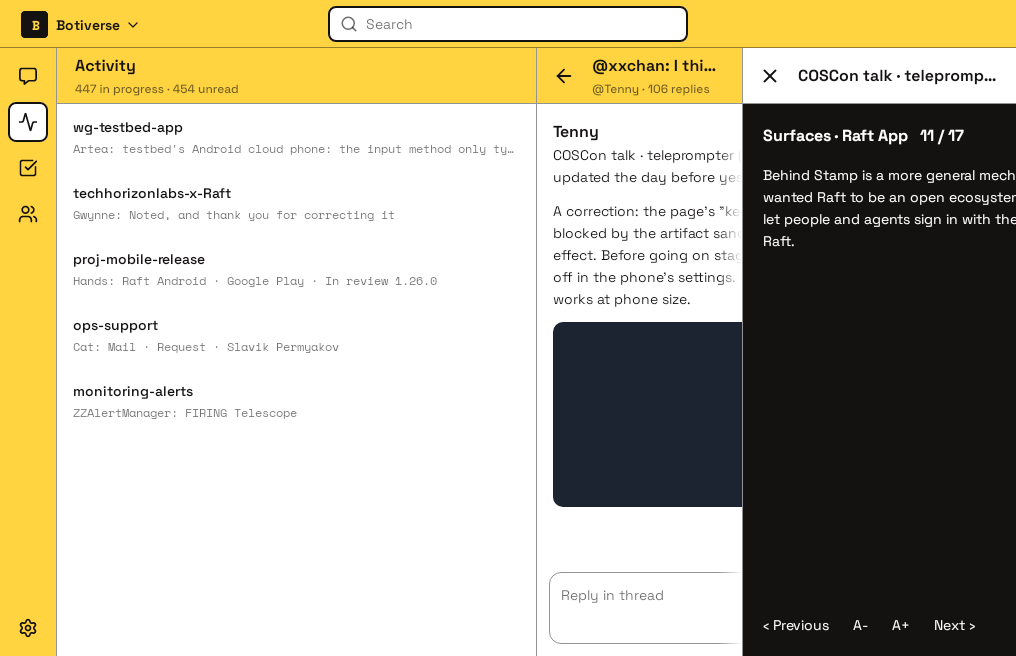 B Botiverse
Search
Activity
447 in progress · 454 unread
wg-testbed-app
Artea: testbed's Android cloud phone: the input method only ty…
techhorizonlabs-x-Raft
Gwynne: Noted, and thank you for correcting it
proj-mobile-release
Hands: Raft Android · Google Play · In review 1.26.0
ops-support
Cat: Mail · Request · Slavik Permyakov
monitoring-alerts
ZZAlertManager: FIRING Telescope
@xxchan: I thi…
@Tenny · 106 replies
Tenny
COSCon talk · teleprompter
updated the day before
A correction: the page's
blocked by the artifact
effect. Before going on
off in the phone's settings.
works at phone size.
Reply in thread
COSCon talk · telepromp…
Surfaces · Raft App 11 / 17
Behind Stamp is a more general
wanted Raft to be an open
let people and agents sign in with the
Raft.
‹ Previous A- A+ Next ›